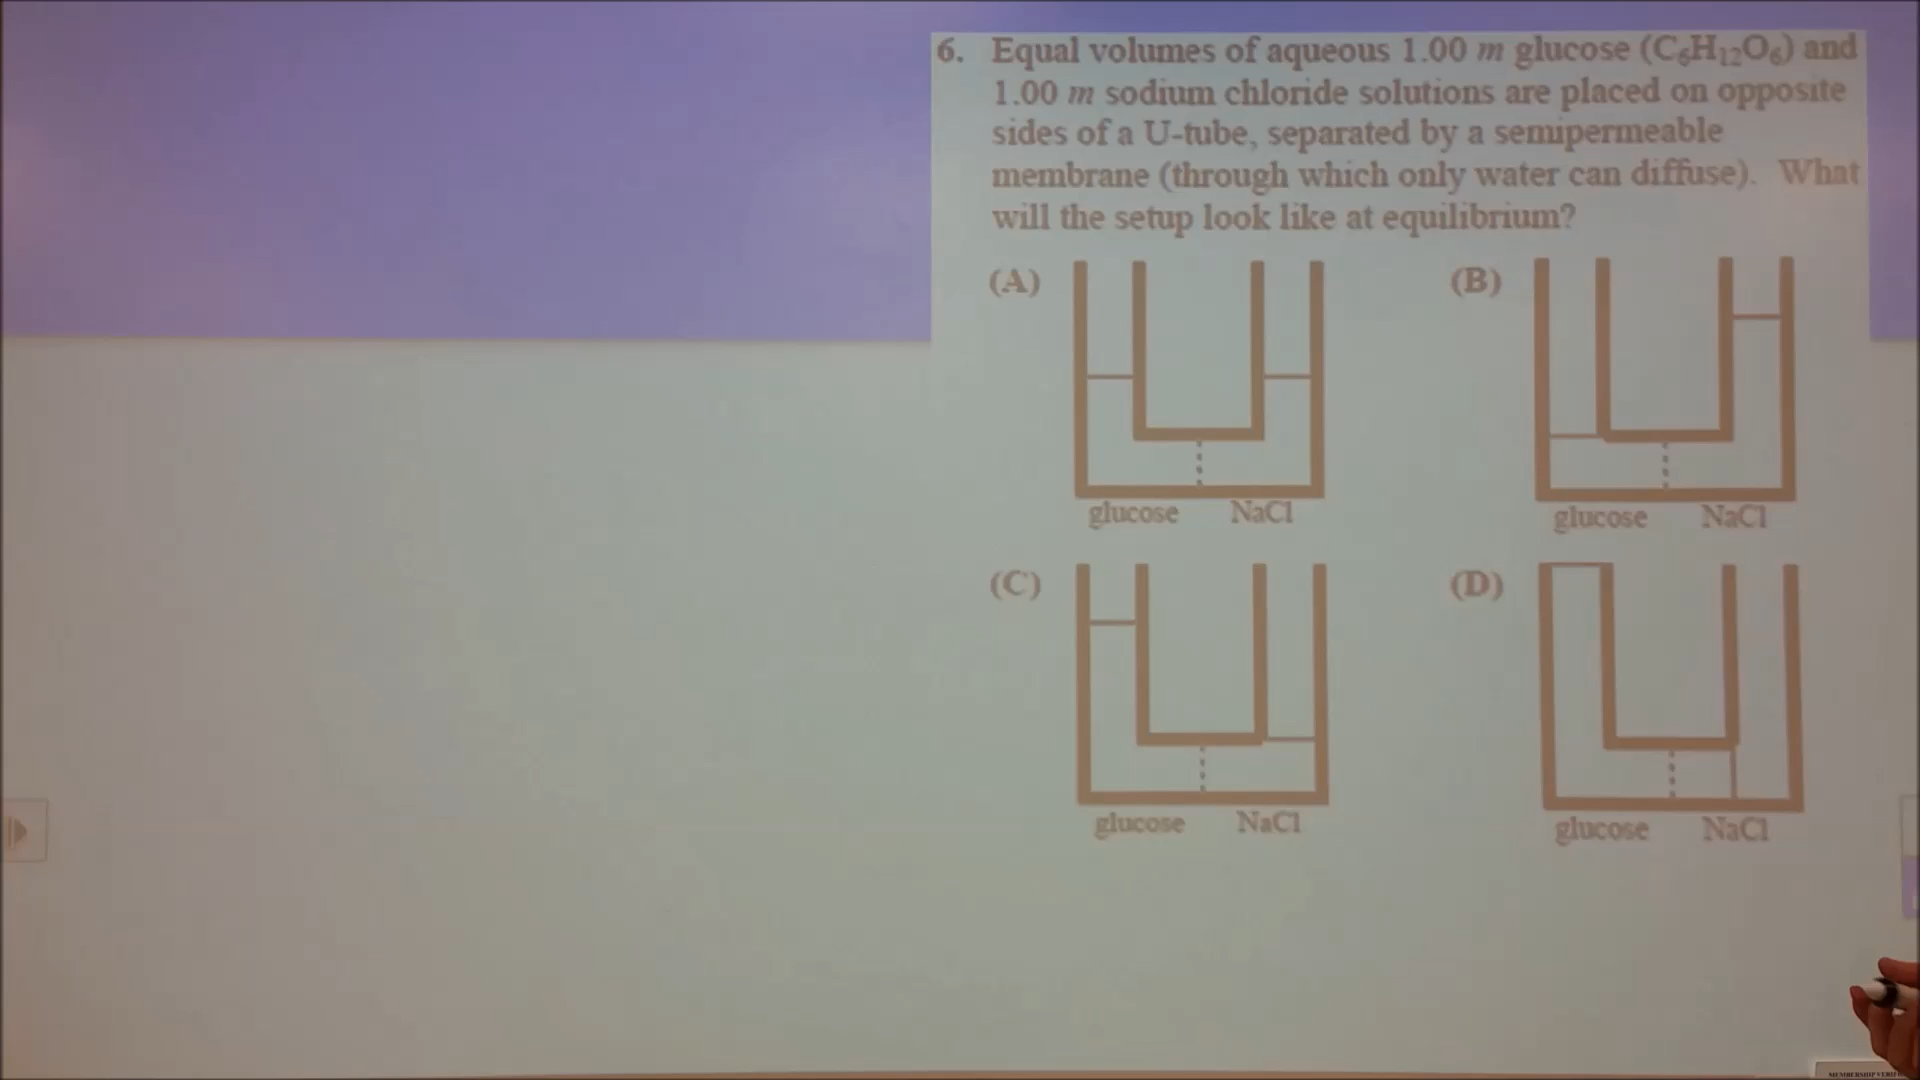 6. Equal volumes of aqueous 1.00 m glucose (C₆H₁₂O₆) and
1.00 m sodium chloride solutions are placed on opposite
sides of a U-tube, separated by a semipermeable
membrane (through which only water can diffuse). What
will the setup look like at equilibrium?
(A)
(B)
glucose NaCl
glucose NaCl
(C)
(D)
glucose NaCl
glucose NaCl